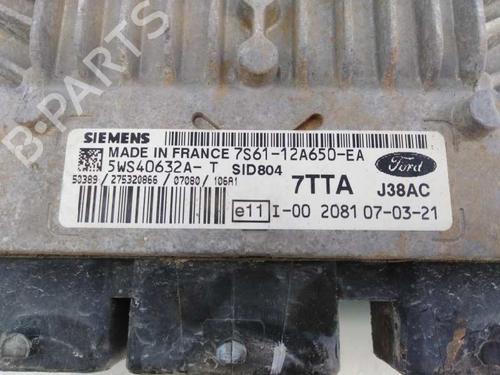 B-PARTS
SIEMENS
MADE IN FRANCE 7S61-12A650-EA
5WS40632A-T SID804
50389 / 275320866 / 07080 / 106A1
7TTA
Ford
J38AC
e11 I-00 2081 07-03-21